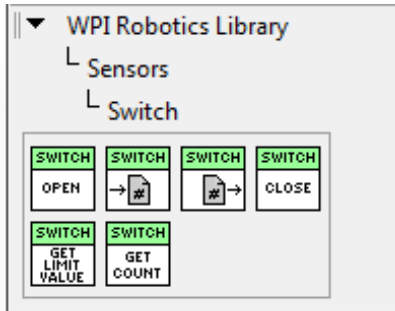 WPI Robotics Library
Sensors
Switch
SWITCH SWITCH SWITCH SWITCH
OPEN # # CLOSE
SWITCH SWITCH
GET LIMIT VALUE
GET COUNT